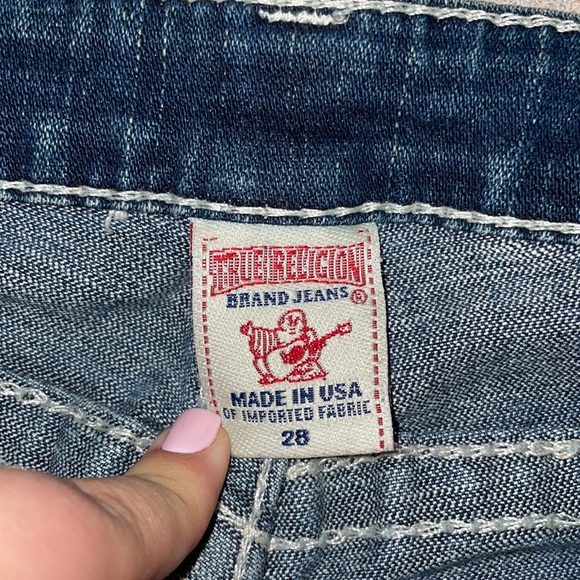 TRUE RELIGION
BRAND JEANS ®
MADE IN USA
OF IMPORTED FABRIC
28